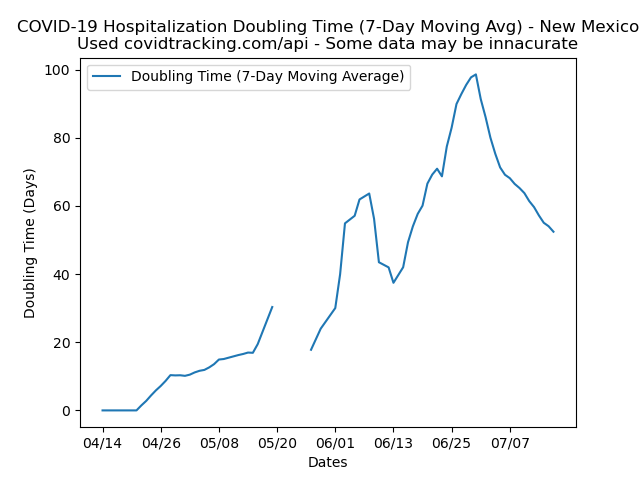 COVID-19 Hospitalization Doubling Time (7-Day Moving Avg) - New Mexico
Used covidtracking.com/api - Some data may be innacurate
Doubling Time (7-Day Moving Average)
Doubling Time (Days)
100
80
60
40
20
0
04/14 04/26 05/08 05/20 06/01 06/13 06/25 07/07
Dates